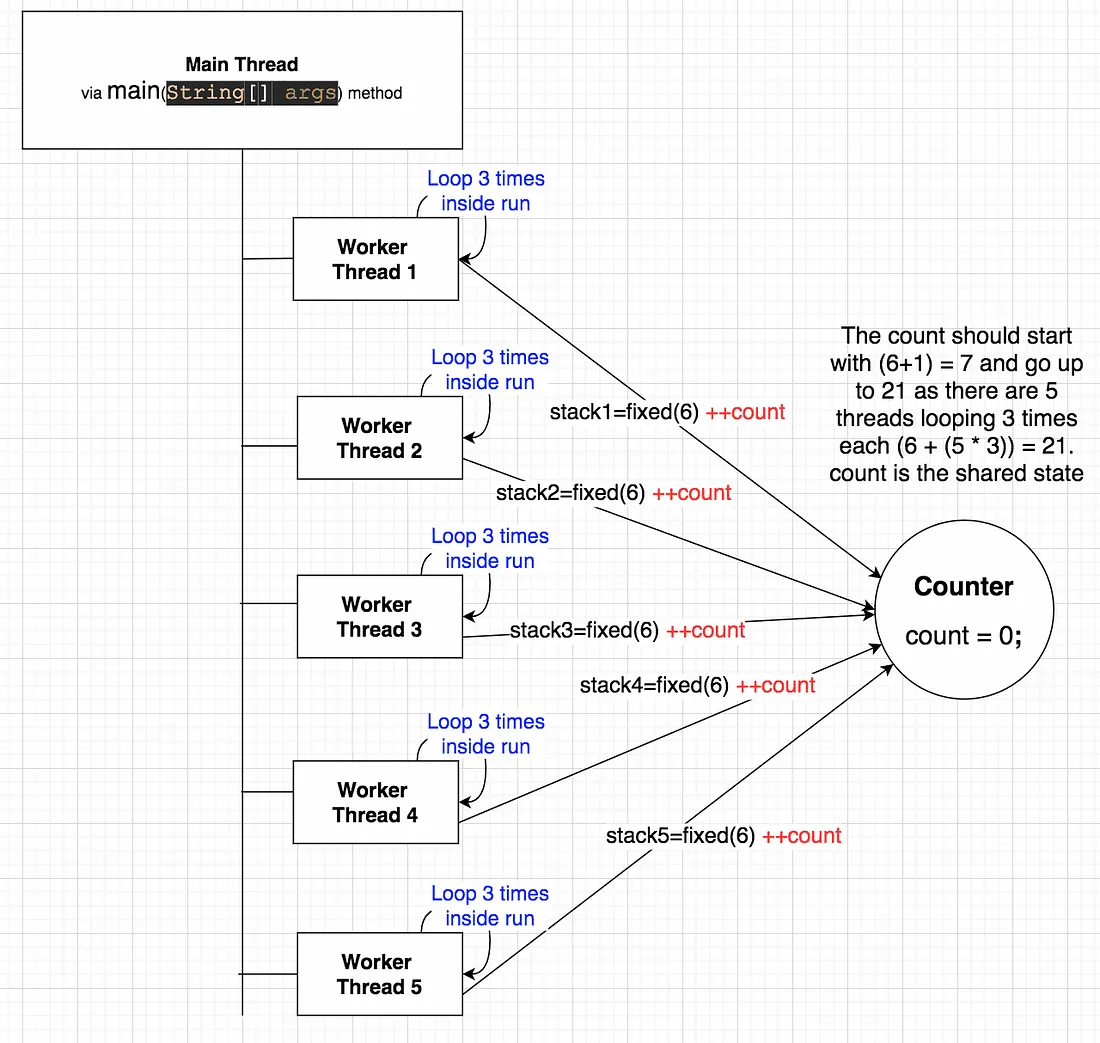 Main Thread
via main(String[] args) method
Loop 3 times
inside run
Worker
Thread 1
Loop 3 times
inside run
Worker
Thread 2
Loop 3 times
inside run
Worker
Thread 3
Loop 3 times
inside run
Worker
Thread 4
Loop 3 times
inside run
Worker
Thread 5
stack1=fixed(6) ++count
stack2=fixed(6) ++count
stack3=fixed(6) ++count
stack4=fixed(6) ++count
stack5=fixed(6) ++count
The count should start
with (6+1) = 7 and go up
to 21 as there are 5
threads looping 3 times
each (6 + (5 * 3)) = 21.
count is the shared state
Counter
count = 0;